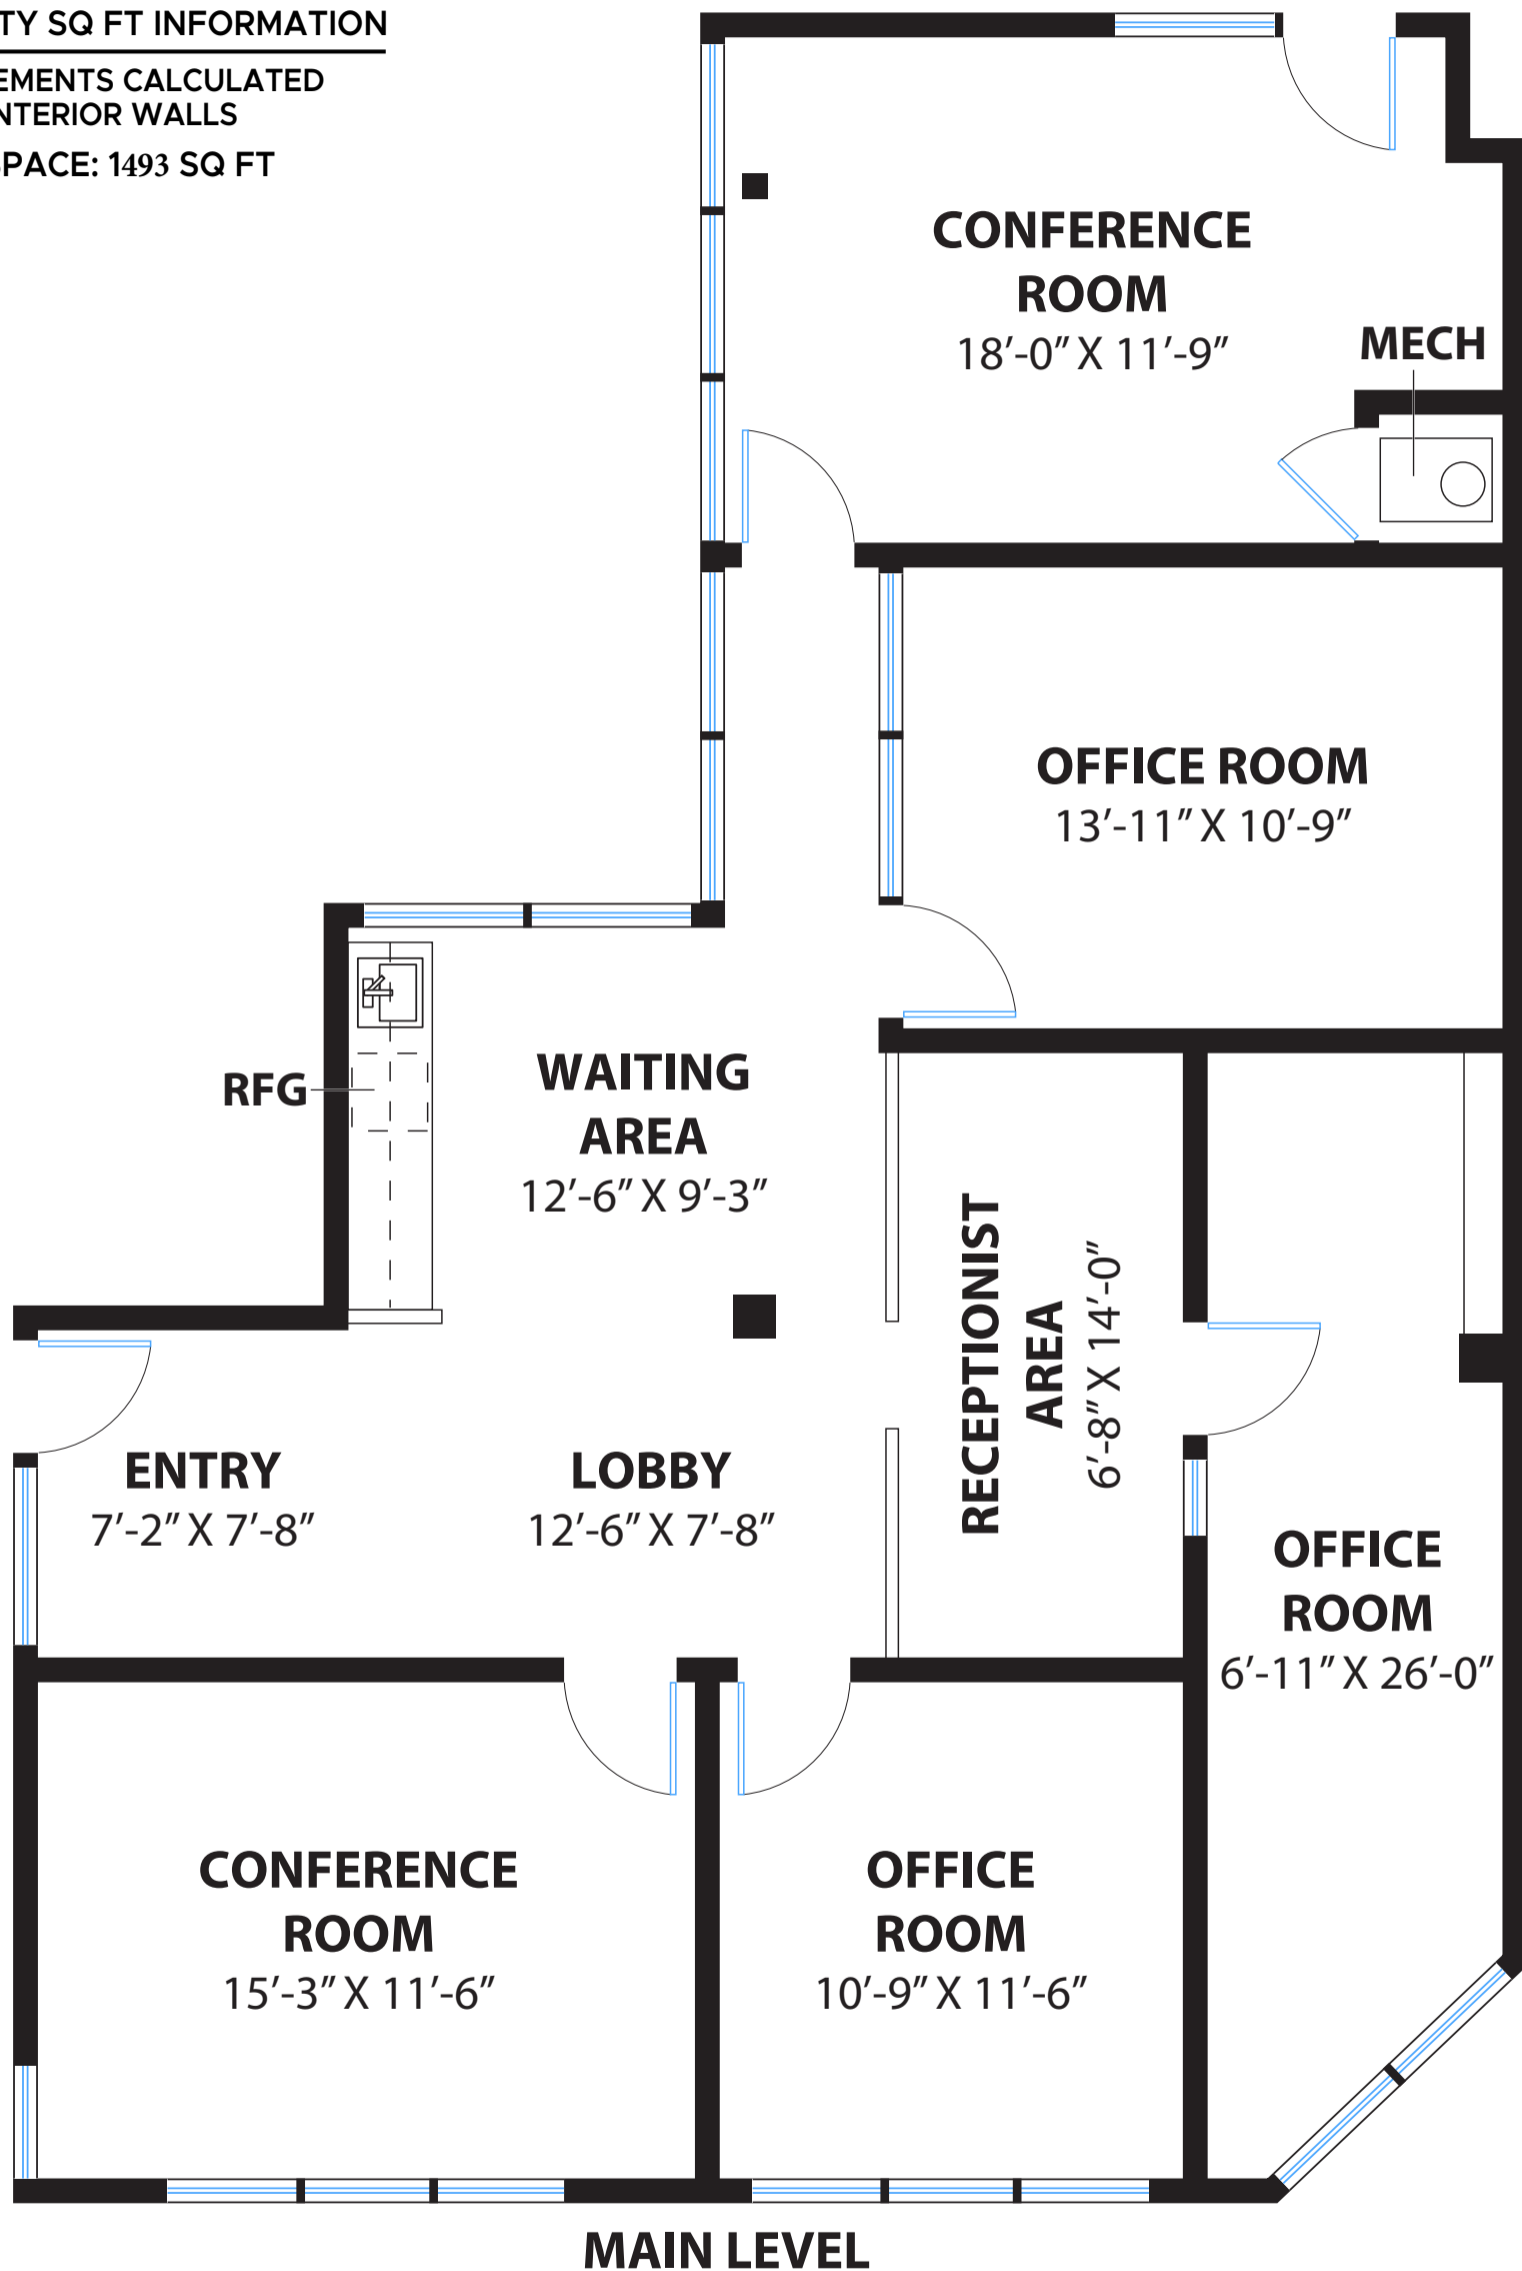 TY SQ FT INFORMATION
EMENTS CALCULATED
NTERIOR WALLS
SPACE: 1493 SQ FT
CONFERENCE
ROOM
18'-0" X 11'-9"
MECH
OFFICE ROOM
13'-11" X 10'-9"
RFG
WAITING
AREA
12'-6" X 9'-3"
RECEPTIONIST
AREA
6'-8" X 14'-0"
ENTRY
7'-2" X 7'-8"
LOBBY
12'-6" X 7'-8"
OFFICE
ROOM
6'-11" X 26'-0"
CONFERENCE
ROOM
15'-3" X 11'-6"
OFFICE
ROOM
10'-9" X 11'-6"
MAIN LEVEL